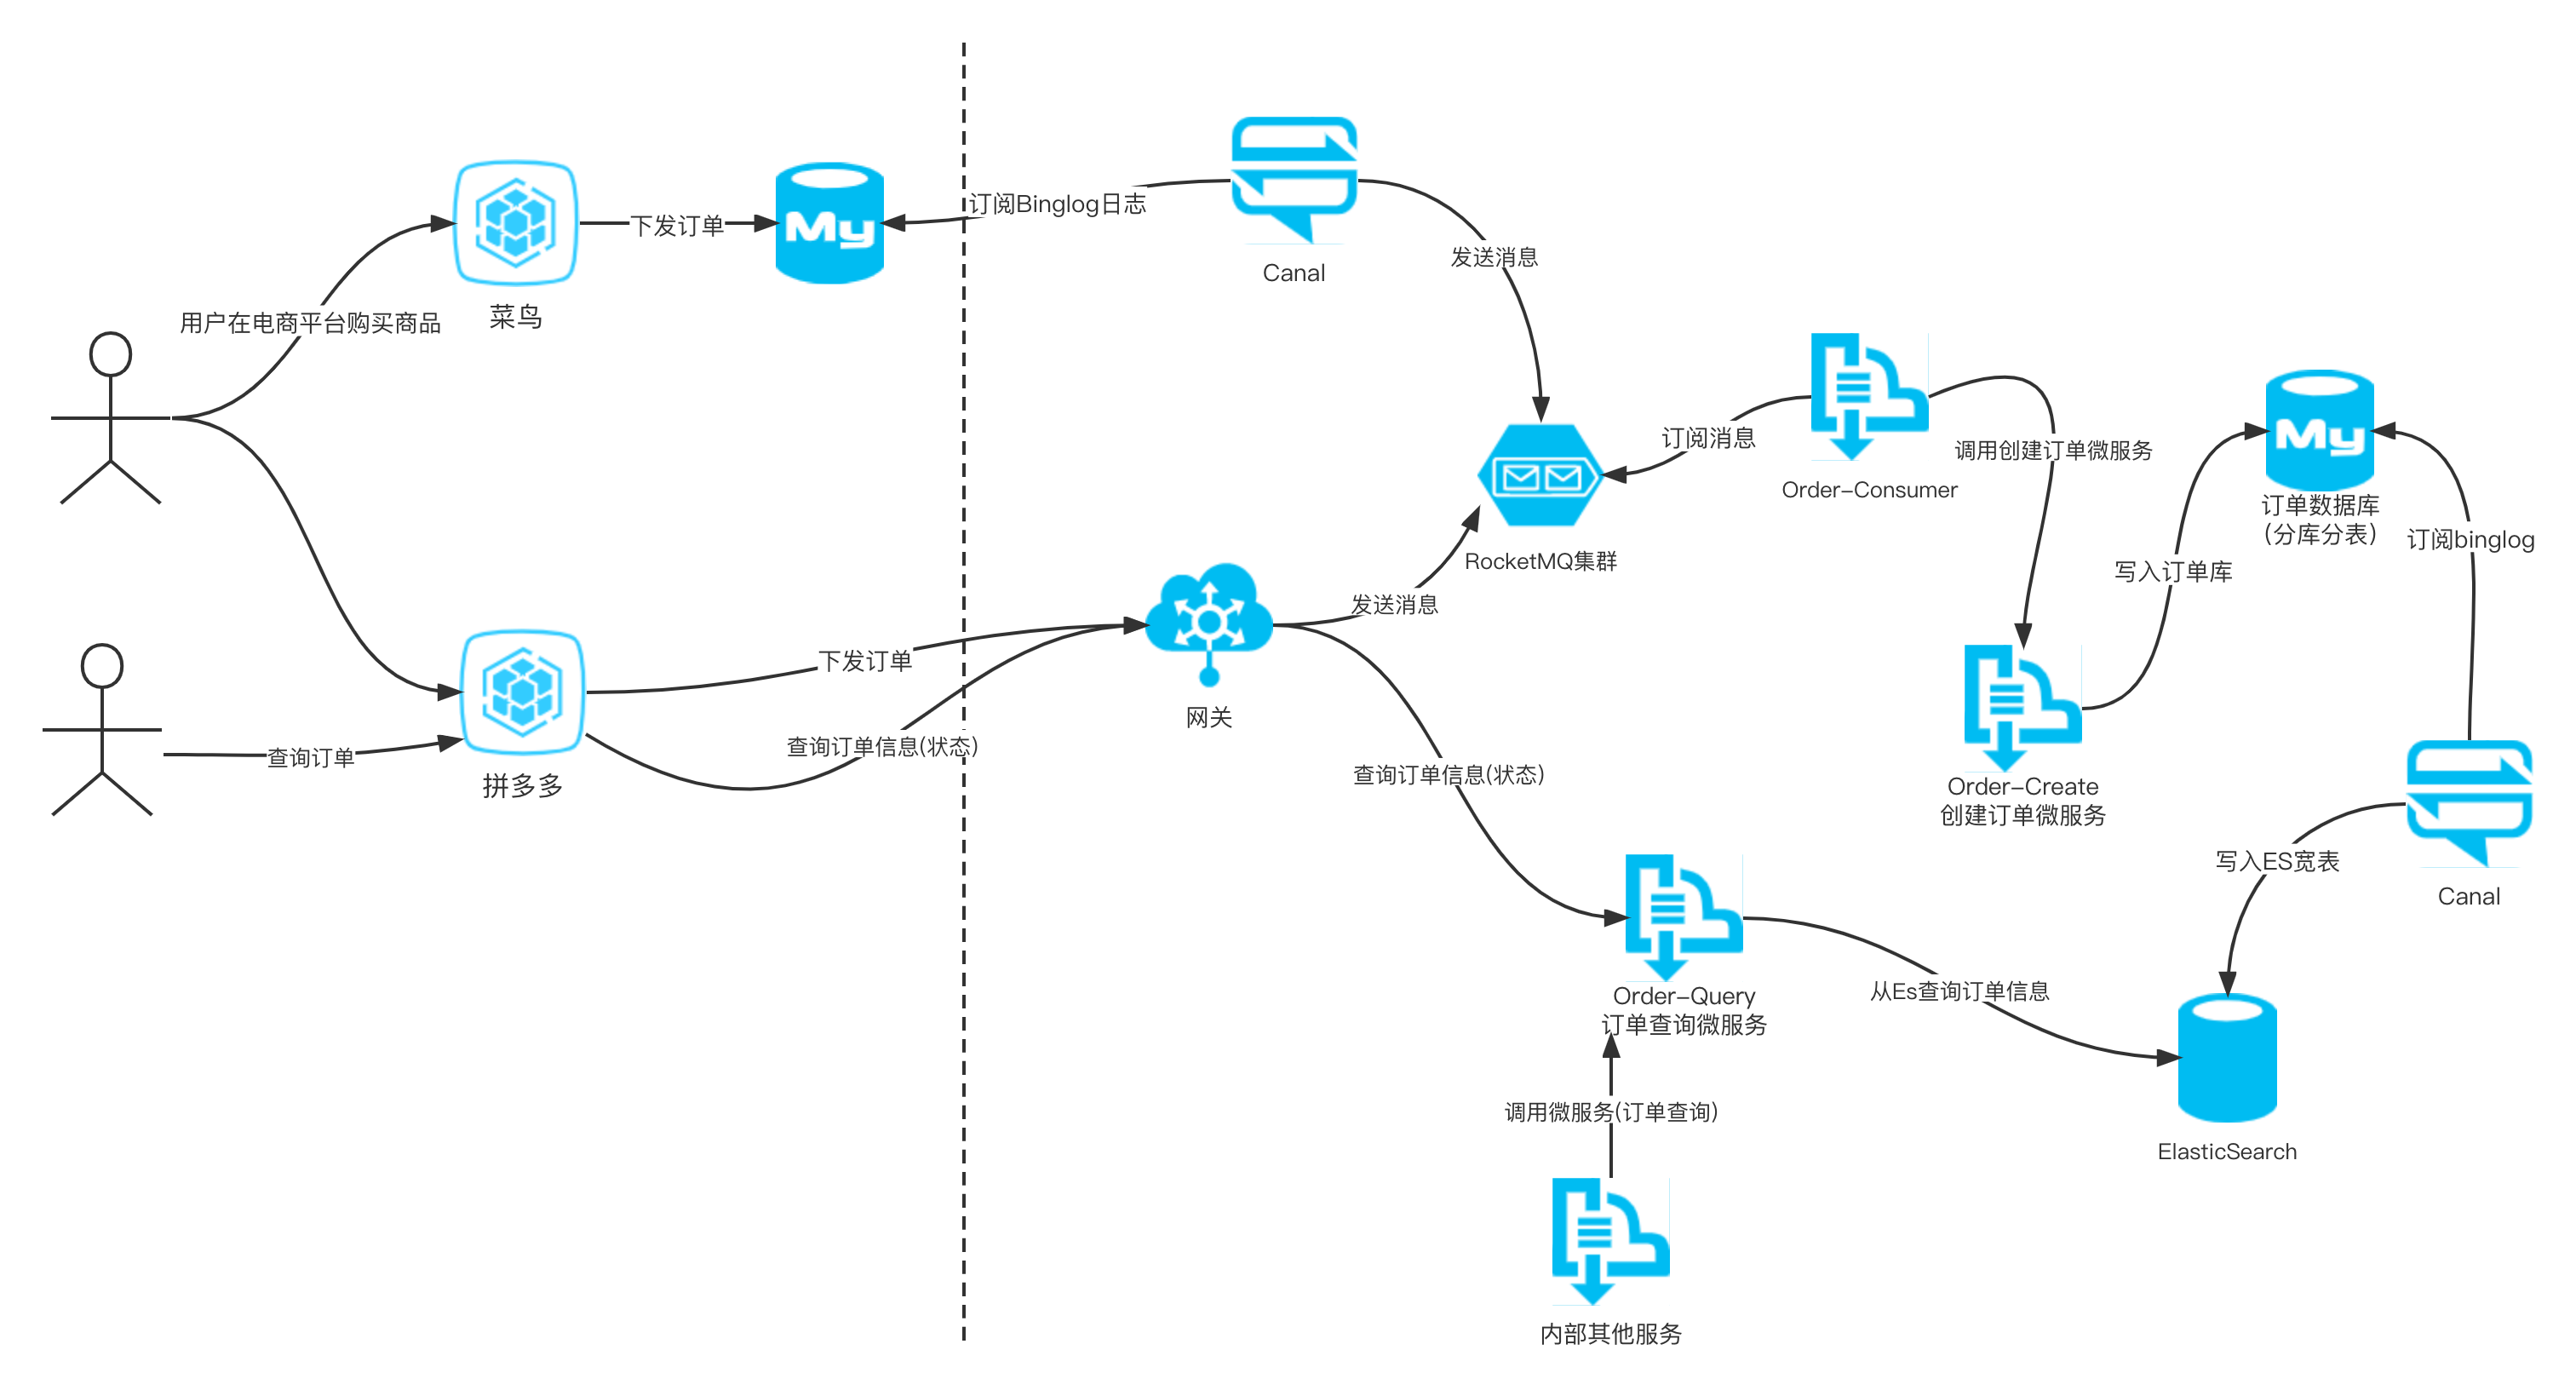 订阅Binglog日志
下发订单
My
Canal
发送消息
菜鸟
用户在电商平台购买商品
订阅消息
Order-Consumer
调用创建订单微服务
My
订单数据库
(分库分表)
订阅binglog
RocketMQ集群
写入订单库
发送消息
下发订单
网关
查询订单信息(状态)
查询订单
拼多多
查询订单信息(状态)
Order-Create
创建订单微服务
写入ES宽表
Canal
Order-Query
订单查询微服务
从Es查询订单信息
调用微服务(订单查询)
ElasticSearch
内部其他服务